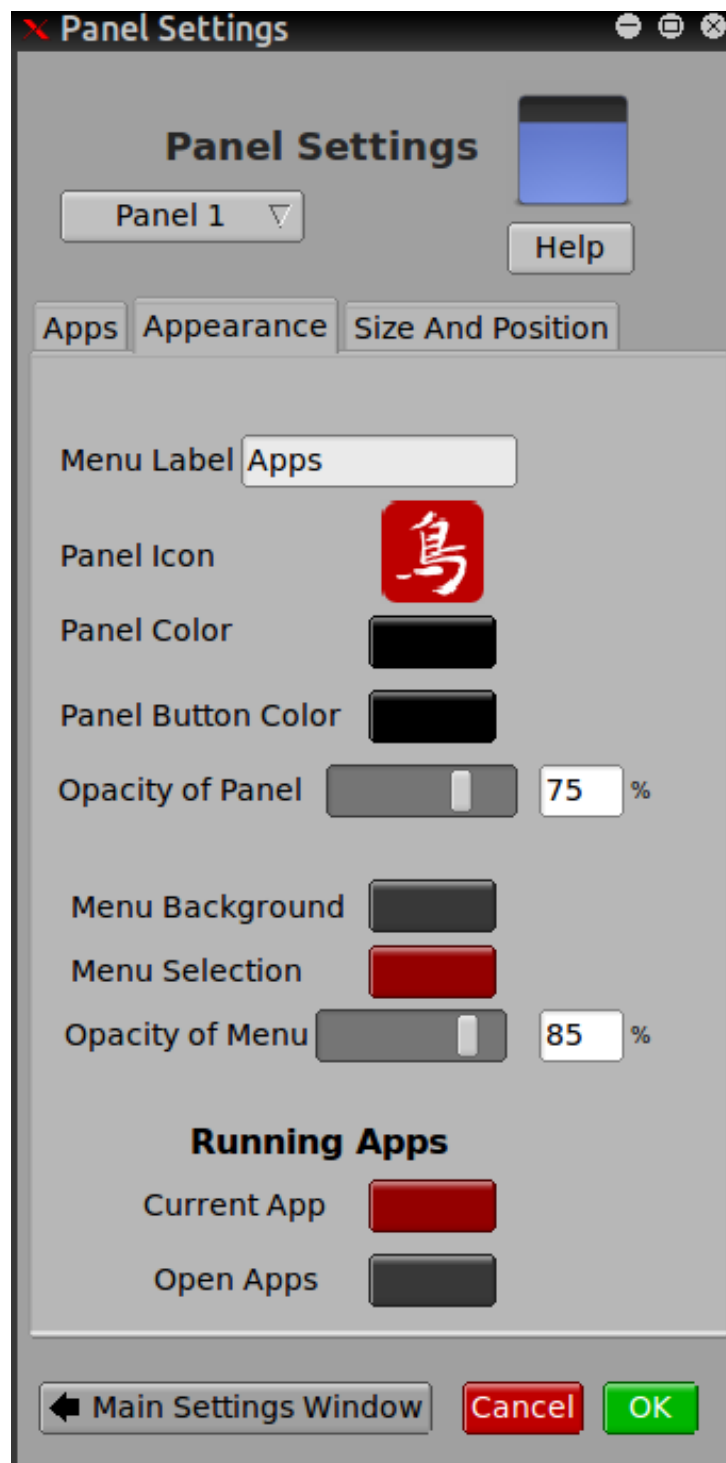 Panel Settings
Panel Settings
Panel 1
Help
Apps Appearance Size And Position
Menu Label Apps
Panel Icon 鳥
Panel Color
Panel Button Color
Opacity of Panel 75 %
Menu Background
Menu Selection
Opacity of Menu 85 %
Running Apps
Current App
Open Apps
Main Settings Window Cancel OK